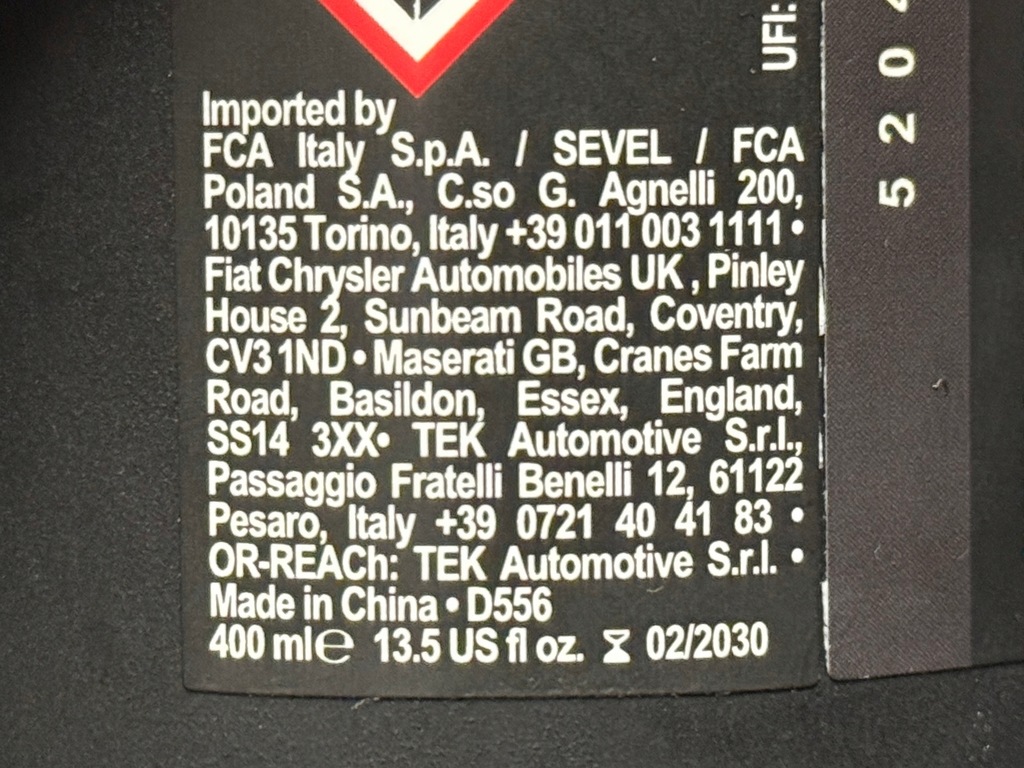 Imported by
FCA Italy S.p.A. / SEVEL / FCA
Poland S.A., C.so G. Agnelli 200,
10135 Torino, Italy +39 011 003 1111 •
Fiat Chrysler Automobiles UK , Pinley
House 2, Sunbeam Road, Coventry,
CV3 1ND • Maserati GB, Cranes Farm
Road, Basildon, Essex, England,
SS14 3XX• TEK Automotive S.r.l.,
Passaggio Fratelli Benelli 12, 61122
Pesaro, Italy +39 0721 40 41 83 •
OR-REACh: TEK Automotive S.r.l. •
Made in China • D556
400 ml℮ 13.5 US fl oz. ⧗ 02/2030
UFI:
5204